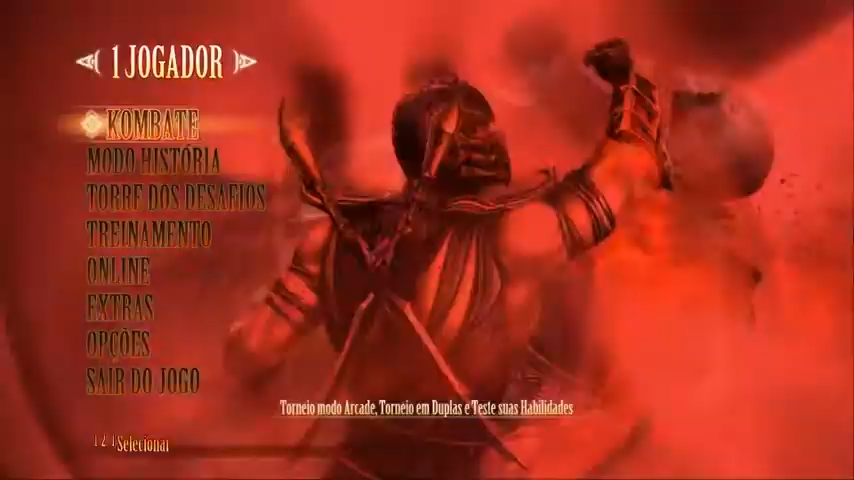 1 JOGADOR
KOMBATE
MODO HISTÓRIA
TORRE DOS DESAFIOS
TREINAMENTO
ONLINE
EXTRAS
OPÇÕES
SAIR DO JOGO
Torneio modo Arcade, Torneio em Duplas e Teste suas Habilidades
Selecionar